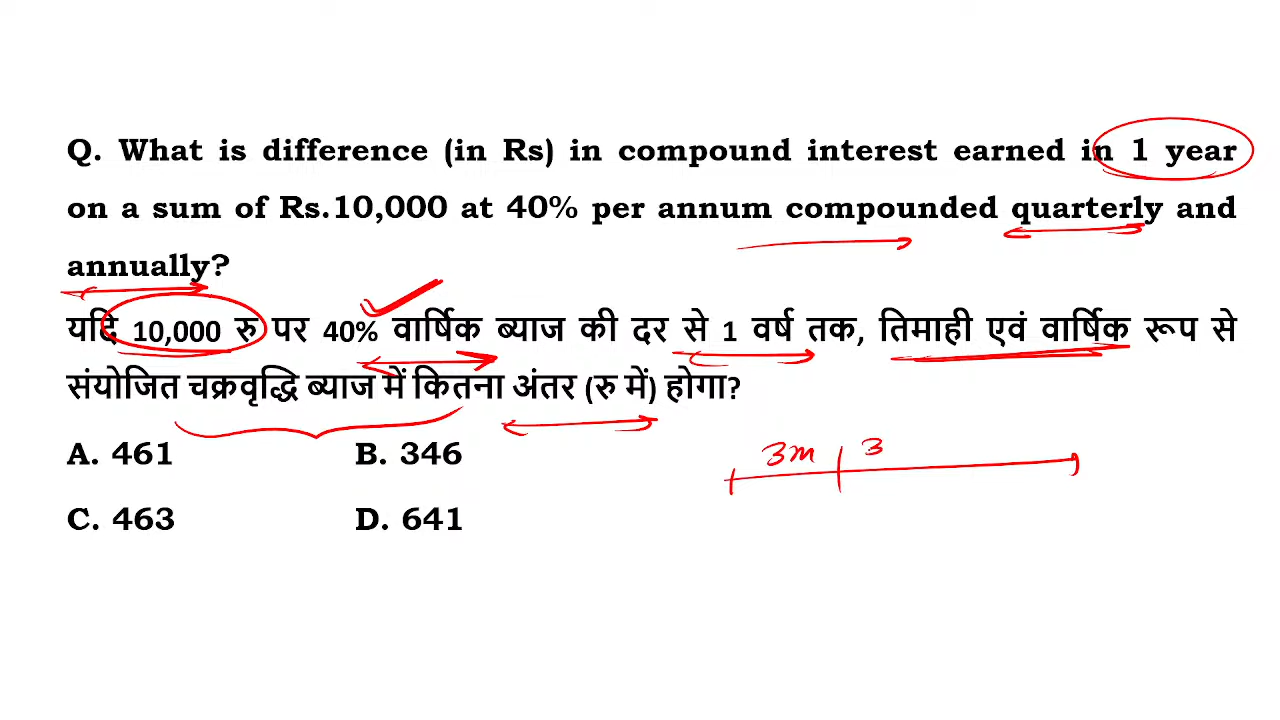 Q. What is difference (in Rs) in compound interest earned in 1 year
on a sum of Rs.10,000 at 40% per annum compounded quarterly and
annually?
यदि 10,000 रु पर 40% वार्षिक ब्याज की दर से 1 वर्ष तक, तिमाही एवं वार्षिक रूप से
संयोजित चक्रवृद्धि ब्याज में कितना अंतर (रु में) होगा?
A. 461 B. 346
3m 3
C. 463 D. 641